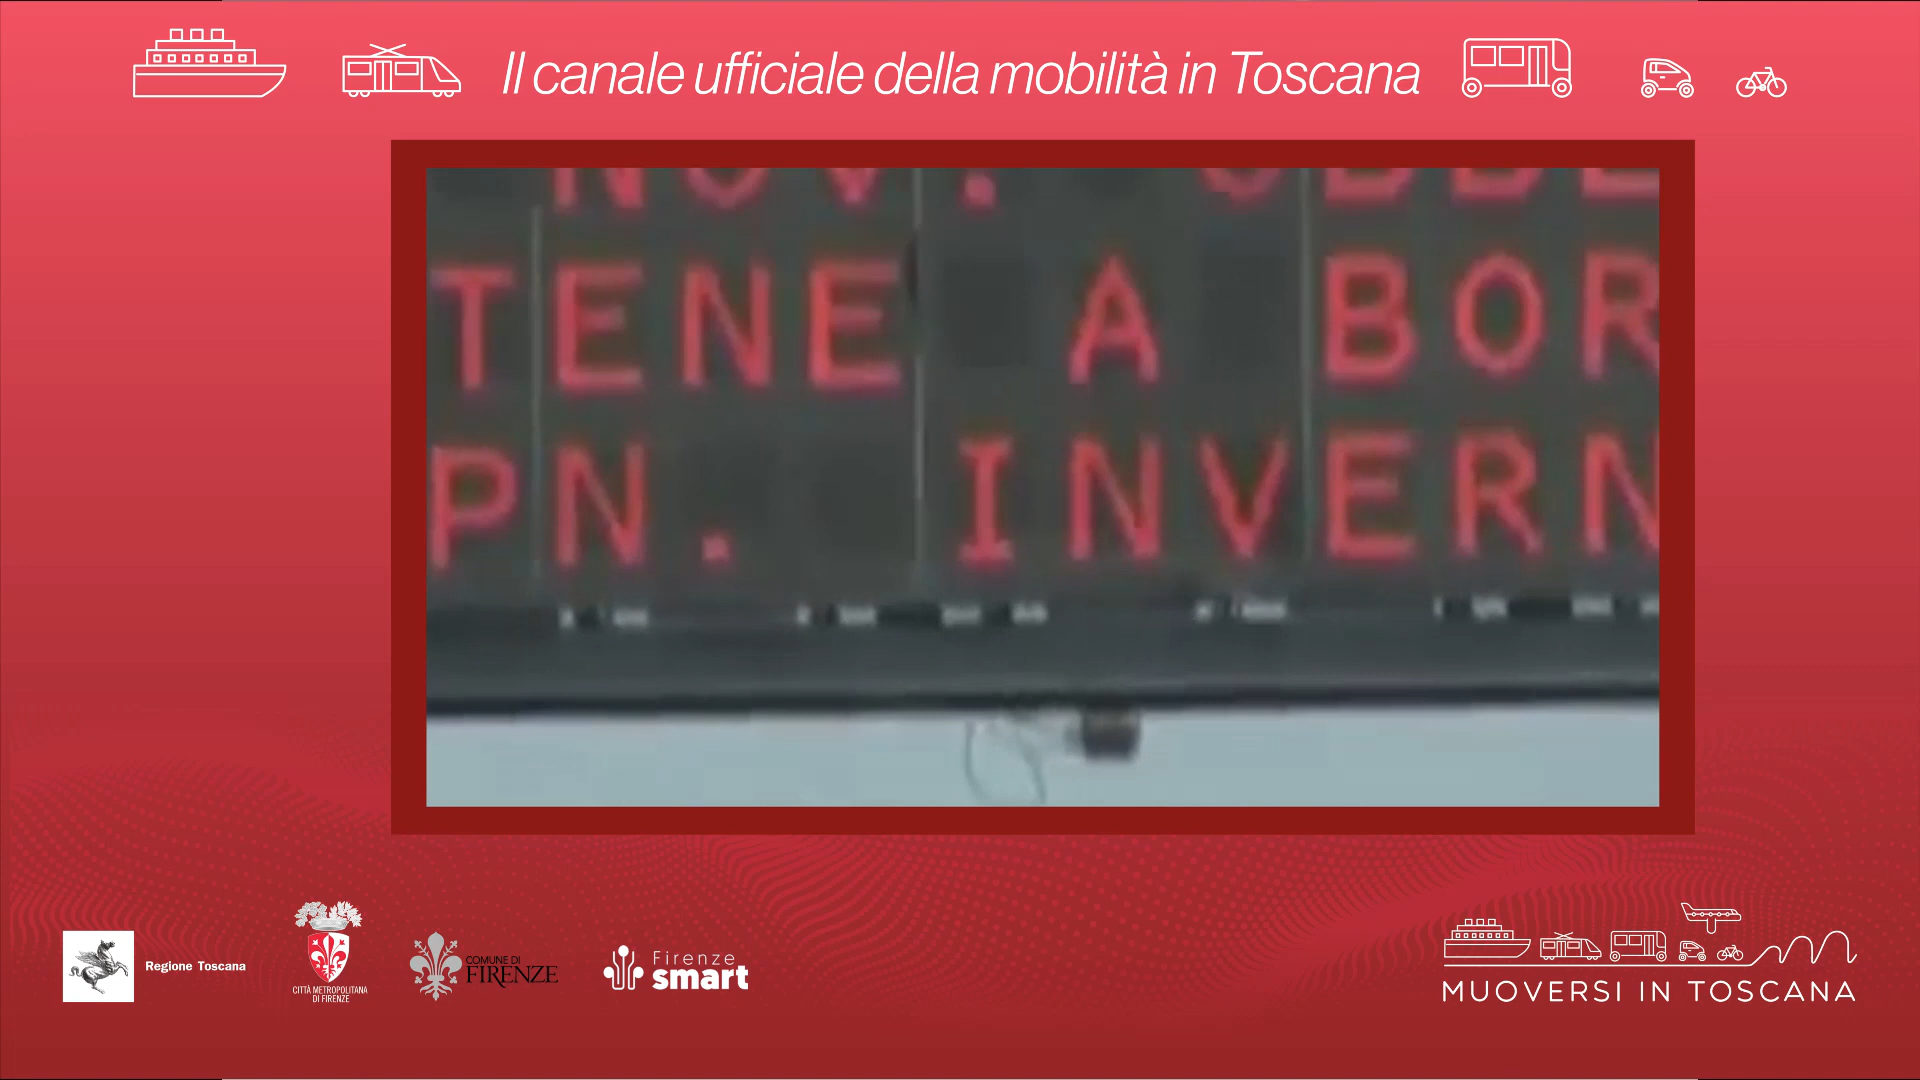 Il canale ufficiale della mobilità in Toscana
NOV.
TENE A BOR
PN. INVERN
Regione Toscana
CITTÀ METROPOLITANA
DI FIRENZE
COMUNE DI
FIRENZE
Firenze
smart
MUOVERSI IN TOSCANA